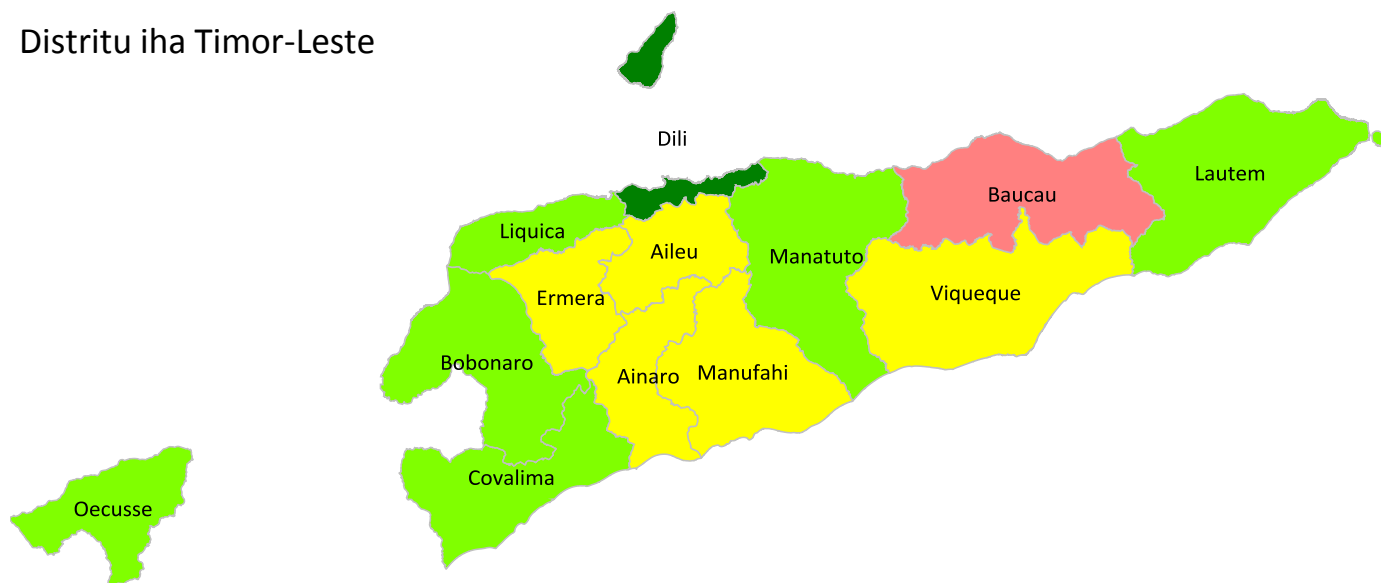 Distritu iha Timor-Leste
Dili
Baucau
Lautem
Liquica
Aileu
Manatuto
Ermera
Viqueque
Bobonaro
Ainaro
Manufahi
Covalima
Oecusse